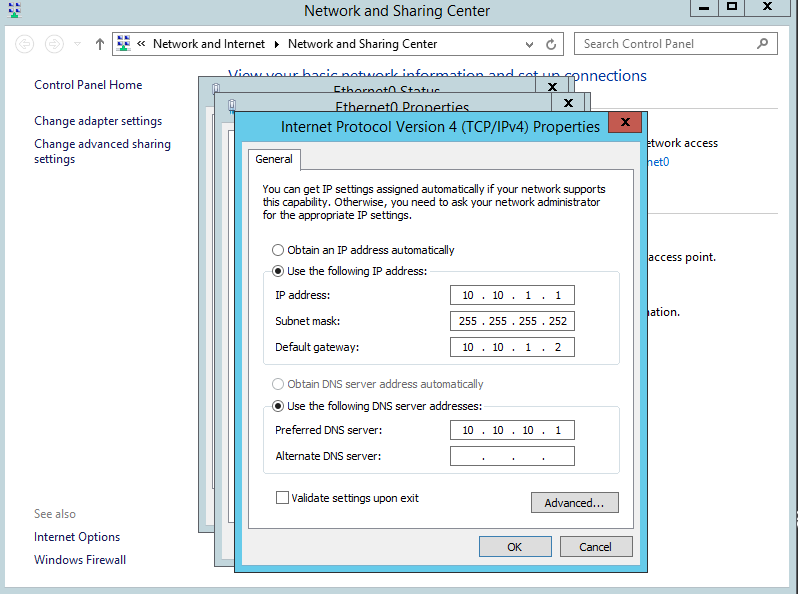 Network and Sharing Center
« Network and Internet Network and Sharing Center
Search Control Panel
Control Panel Home
Change adapter settings
Change advanced sharing
settings
View your basic network information and set up connections
Ethernet0 Status
Ethernet0 Properties
Internet Protocol Version 4 (TCP/IPv4) Properties
General
You can get IP settings assigned automatically if your network supports
this capability. Otherwise, you need to ask your network administrator
for the appropriate IP settings.
Obtain an IP address automatically
Use the following IP address:
IP address: 10 . 10 . 1 . 1
Subnet mask: 255 . 255 . 255 . 252
Default gateway: 10 . 10 . 1 . 2
Obtain DNS server address automatically
Use the following DNS server addresses:
Preferred DNS server: 10 . 10 . 10 . 1
Alternate DNS server: . . .
Validate settings upon exit
Advanced...
OK
Cancel
etwork access
net0
access point.
ation.
See also
Internet Options
Windows Firewall